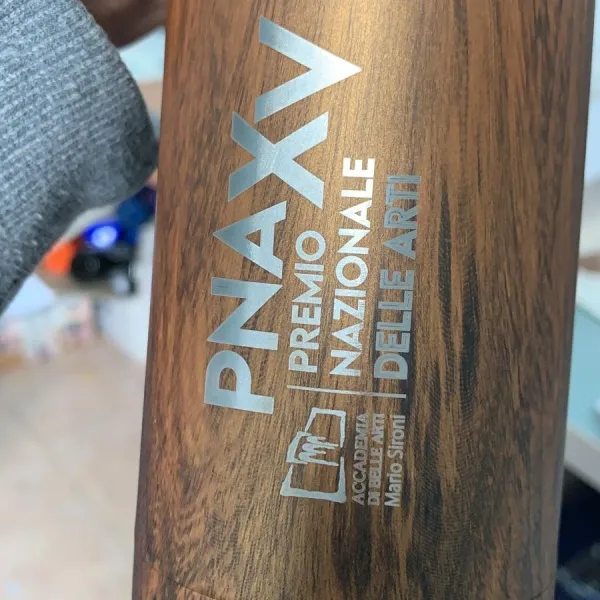 PNAXV
PREMIO
NAZIONALE
DELLE ARTI
ACCADEMIA
DI BELLE ARTI
Mario Sironi